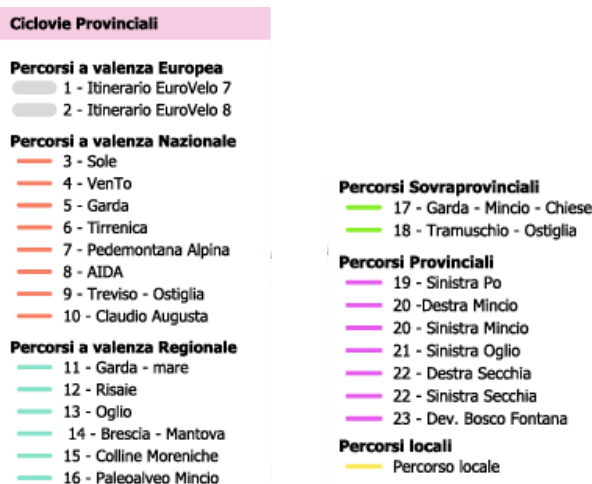 Ciclovie Provinciali
Percorsi a valenza Europea
1 - Itinerario EuroVelo 7
2 - Itinerario EuroVelo 8
Percorsi a valenza Nazionale
3 - Sole
4 - VenTo
5 - Garda
6 - Tirrenica
7 - Pedemontana Alpina
8 - AIDA
9 - Treviso - Ostiglia
10 - Claudio Augusta
Percorsi a valenza Regionale
11 - Garda - mare
12 - Risaie
13 - Oglio
14 - Brescia - Mantova
15 - Colline Moreniche
16 - Paleoalveo Mincio
Percorsi Sovraprovinciali
17 - Garda - Mincio - Chiese
18 - Tramuschio - Ostiglia
Percorsi Provinciali
19 - Sinistra Po
20 -Destra Mincio
20 - Sinistra Mincio
21 - Sinistra Oglio
22 - Destra Secchia
22 - Sinistra Secchia
23 - Dev. Bosco Fontana
Percorsi locali
Percorso locale